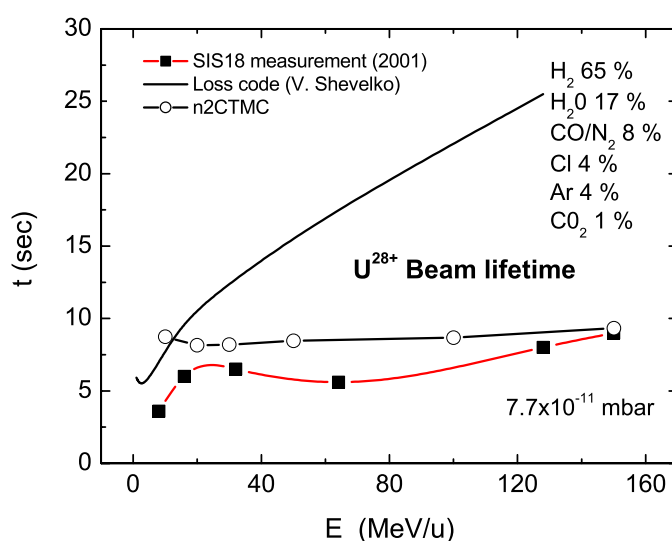 30
25
20
15
10
5
0
t (sec)
SIS18 measurement (2001)
Loss code (V. Shevelko)
n2CTMC
H₂ 65 %
H₂0 17 %
CO/N₂ 8 %
Cl 4 %
Ar 4 %
C0₂ 1 %
U²⁸⁺ Beam lifetime
7.7x10⁻¹¹ mbar
0 40 80 120 160
E (MeV/u)